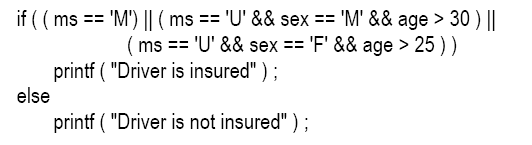 if ( ( ms == 'M') || ( ms == 'U' && sex == 'M' && age > 30 ) ||
( ms == 'U' && sex == 'F' && age > 25 ) )
printf ( "Driver is insured" ) ;
else
printf ( "Driver is not insured" ) ;